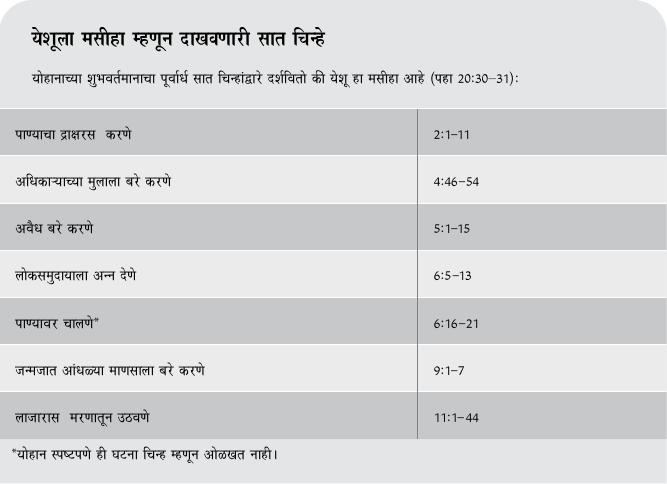 येशूला मसीहा म्हणून दाखवणारी सात चिन्हे
योहानाच्या शुभवर्तमानाचा पूर्वार्ध सात चिन्हांद्वारे दर्शवितो की येशू हा मसीहा आहे (पहा 20:30–31):
पाण्याचा द्राक्षरस करणे 2:1–11
अधिकाऱ्याच्या मुलाला बरे करणे 4:46–54
अवैध बरे करणे 5:1–15
लोकसमुदायाला अन्न देणे 6:5–13
पाण्यावर चालणे* 6:16–21
जन्मजात आंधळ्या माणसाला बरे करणे 9:1–7
लाजारास मरणातून उठवणे 11:1–44
*योहान स्पष्टपणे ही घटना चिन्ह म्हणून ओळखत नाही।